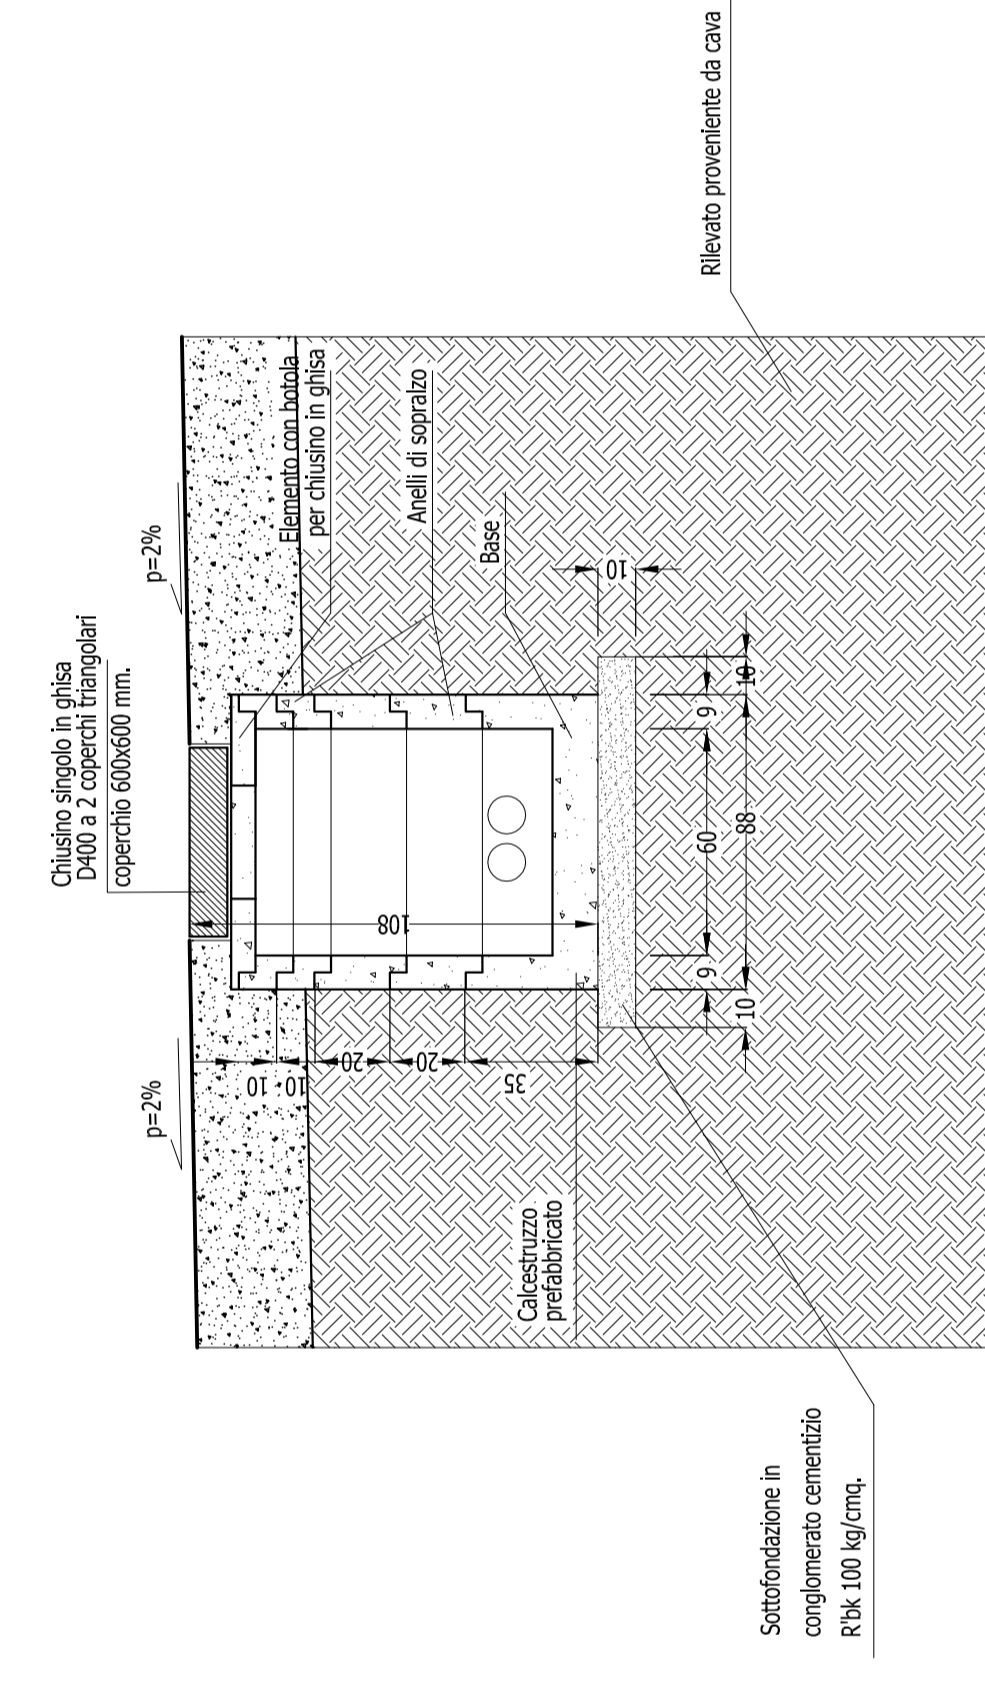 Chiusino singolo in ghisa
D400 a 2 coperchi triangolari
coperchio 600x600 mm.
p=2%
p=2%
Elemento con botola
per chiusino in ghisa
Anelli di sopralzo
Base
Rilevato proveniente da cava
Calcestruzzo
prefabbricato
Sottofondazione in
conglomerato cementizio
R'bk 100 kg/cmq.
108
10
10
20
20
35
10
10
9
60
9
88
10